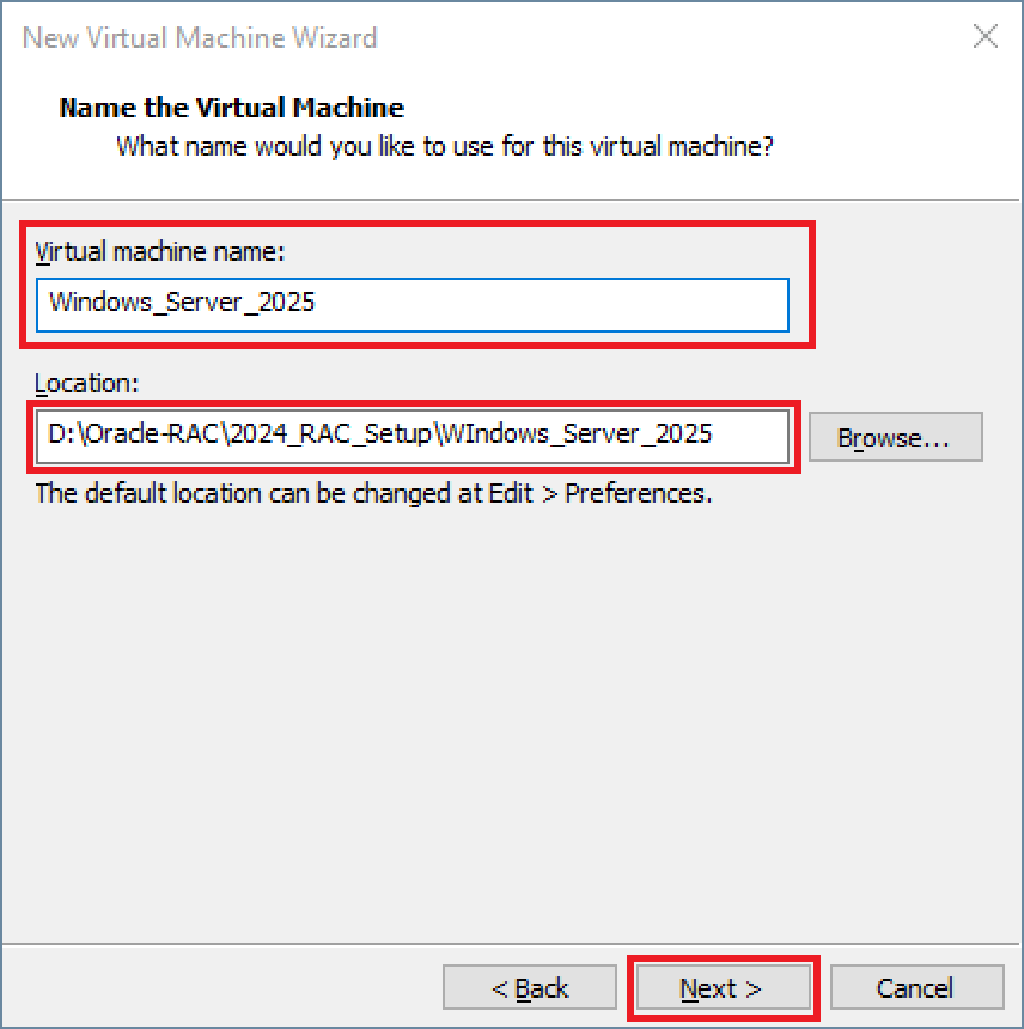 New Virtual Machine Wizard
Name the Virtual Machine
What name would you like to use for this virtual machine?
Virtual machine name:
Windows_Server_2025
Location:
D:\Oracle-RAC\2024_RAC_Setup\WIndows_Server_2025
Browse...
The default location can be changed at Edit > Preferences.
< Back
Next >
Cancel